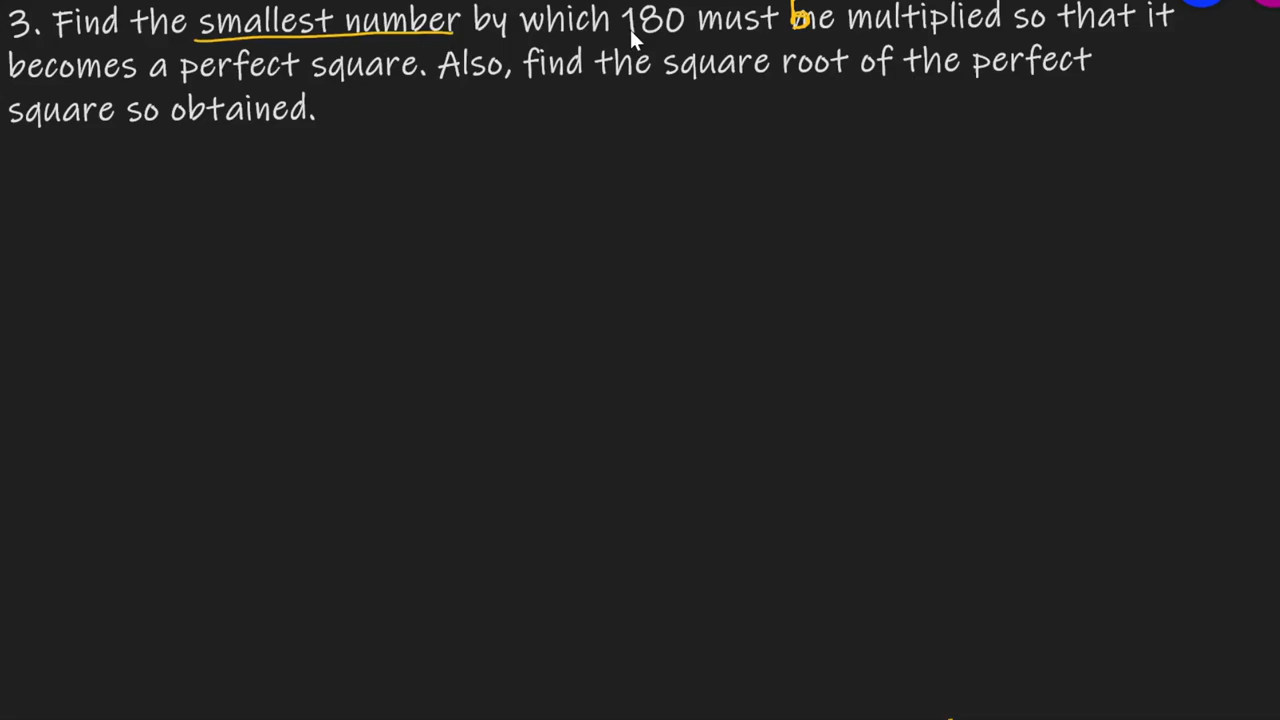 3. Find the smallest number by which 180 must be multiplied so that it
becomes a perfect square. Also, find the square root of the perfect
square so obtained.